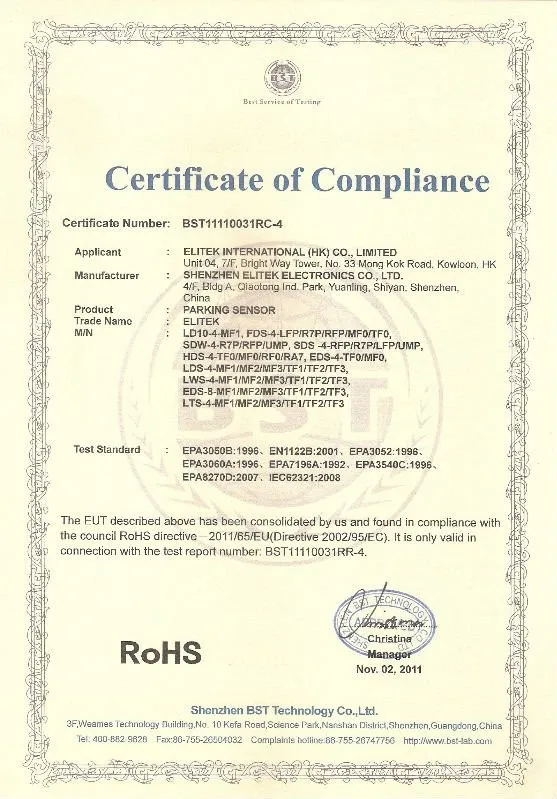 BST
Best Service of Testing
Certificate of Compliance
Certificate Number: BST11110031RC-4
Applicant : ELITEK INTERNATIONAL (HK) CO., LIMITED
Unit 04, 7/F, Bright Way Tower, No. 33 Mong Kok Road, Kowloon, HK
Manufacturer : SHENZHEN ELITEK ELECTRONICS CO., LTD.
4/F, Bldg A, Qiaotong Ind. Park, Yuanling, Shiyan, Shenzhen,
China
Product : PARKING SENSOR
Trade Name : ELITEK
M/N : LD10-4-MF1, FDS-4-LFP/R7P/RFP/MF0/TF0,
SDW-4-R7P/RFP/UMP, SDS -4-RFP/R7P/LFP/UMP,
HDS-4-TF0/MF0/RF0/RA7, EDS-4-TF0/MF0,
LDS-4-MF1/MF2/MF3/TF1/TF2/TF3,
LWS-4-MF1/MF2/MF3/TF1/TF2/TF3,
EDS-8-MF1/MF2/MF3/TF1/TF2/TF3,
LTS-4-MF1/MF2/MF3/TF1/TF2/TF3
Test Standard : EPA3050B:1996、EN1122B:2001、EPA3052:1996、
EPA3060A:1996、EPA7196A:1992、EPA3540C:1996、
EPA8270D:2007、IEC62321:2008
The EUT described above has been consolidated by us and found in compliance with
the council RoHS directive －2011/65/EU(Directive 2002/95/EC). It is only valid in
connection with the test report number: BST11110031RR-4.
RoHS
Christina
Manager
Nov. 02, 2011
Shenzhen BST Technology Co.,Ltd.
3F,Weames Technology Building,No. 10 Kefa Road,Science Park,Nanshan District,Shenzhen,Guangdong,China
Tel: 400-882-9628 Fax:86-755-26504032 Complaints hotline:86-755-26747756 http://www.bst-lab.com